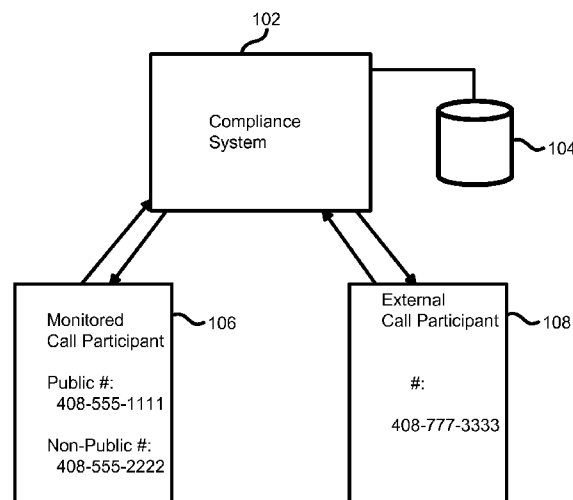 102
Compliance
System
104
Monitored
Call Participant
106
Public #:
408-555-1111
Non-Public #:
408-555-2222
External
Call Participant
108
#:
408-777-3333